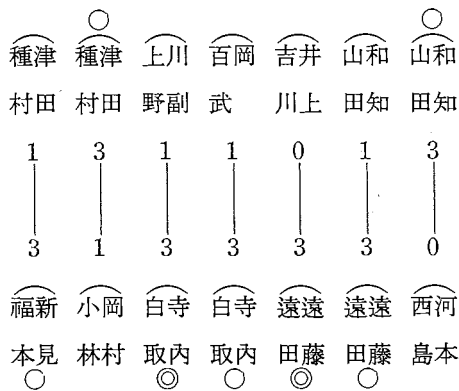 ○ ○
種津 種津 上川 百岡 吉井 山和 山和
村田 村田 野副 武 川上 田知 田知
1 3 1 1 0 1 3
3 1 3 3 3 3 0
福新 小岡 白寺 白寺 遠遠 遠遠 西河
本見 林村 取内 取内 田藤 田藤 島本
○ ◎ ○ ◎ ○